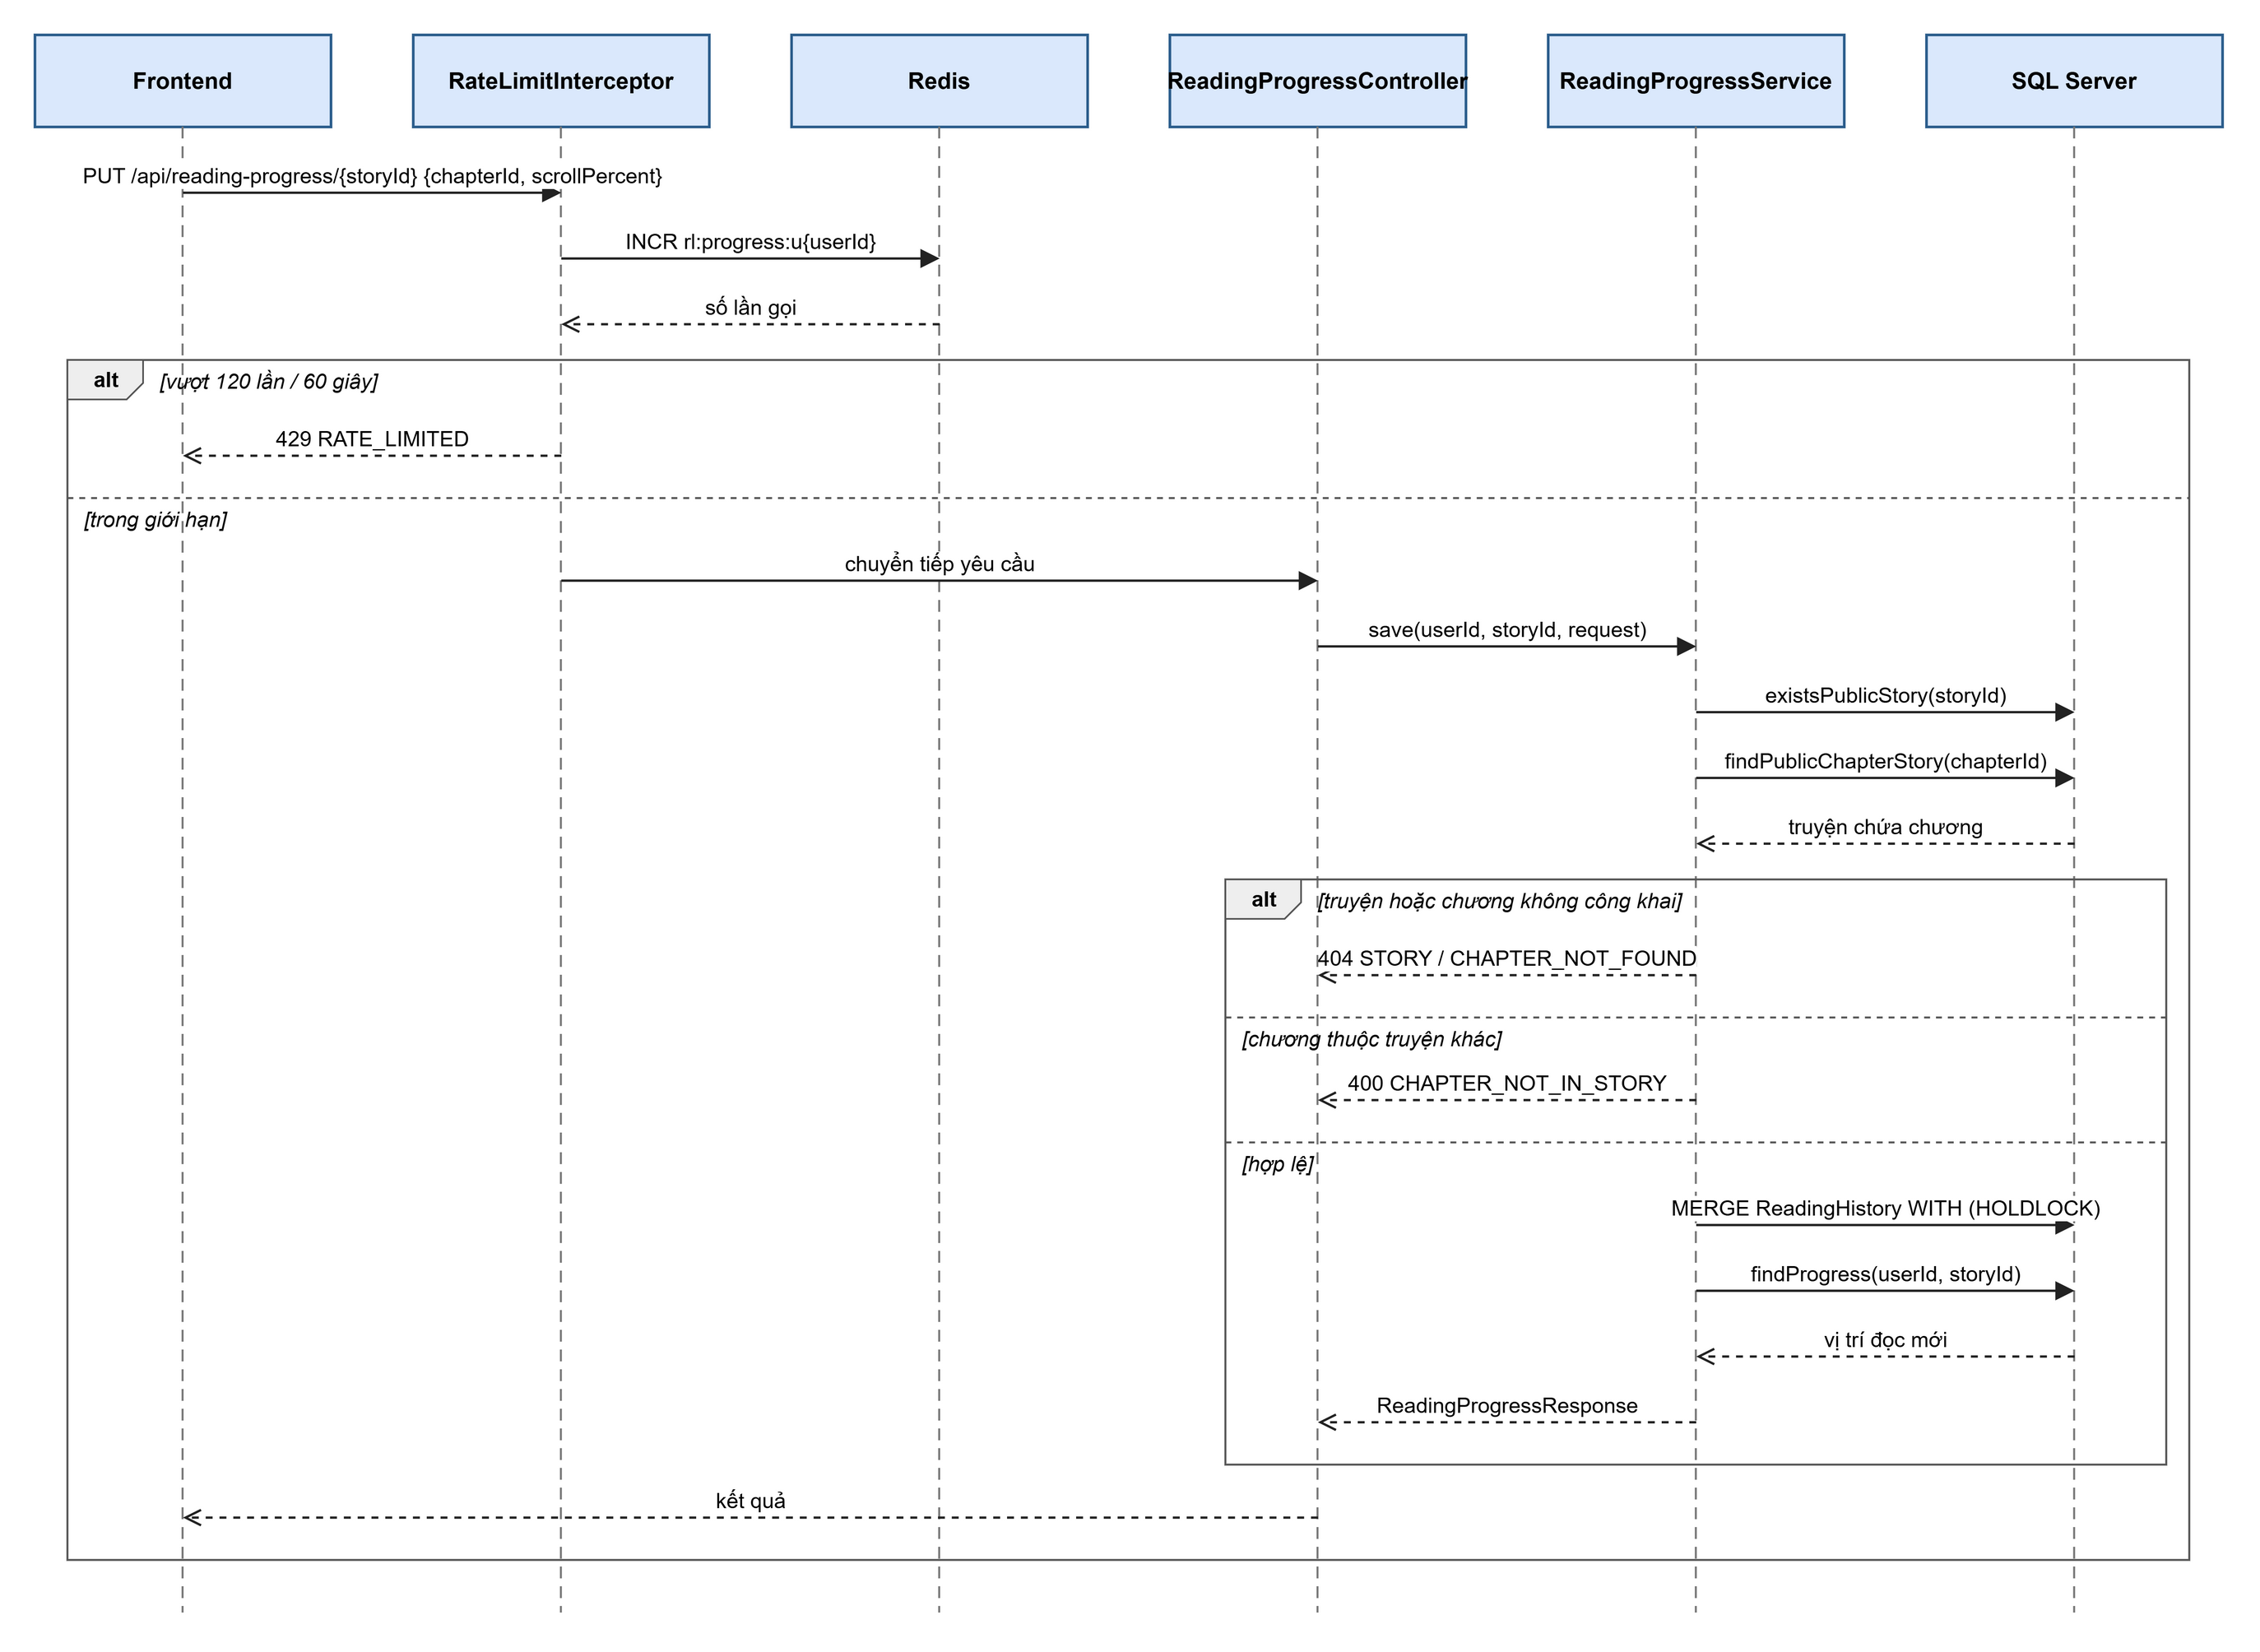 Frontend
RateLimitInterceptor
Redis
ReadingProgressController
ReadingProgressService
SQL Server
PUT /api/reading-progress/{storyId} {chapterId, scrollPercent}
INCR rl:progress:u{userId}
số lần gọi
alt
[vượt 120 lần / 60 giây]
429 RATE_LIMITED
[trong giới hạn]
chuyển tiếp yêu cầu
save(userId, storyId, request)
existsPublicStory(storyId)
findPublicChapterStory(chapterId)
truyện chứa chương
alt
[truyện hoặc chương không công khai]
404 STORY / CHAPTER_NOT_FOUND
[chương thuộc truyện khác]
400 CHAPTER_NOT_IN_STORY
[hợp lệ]
MERGE ReadingHistory WITH (HOLDLOCK)
findProgress(userId, storyId)
vị trí đọc mới
ReadingProgressResponse
kết quả